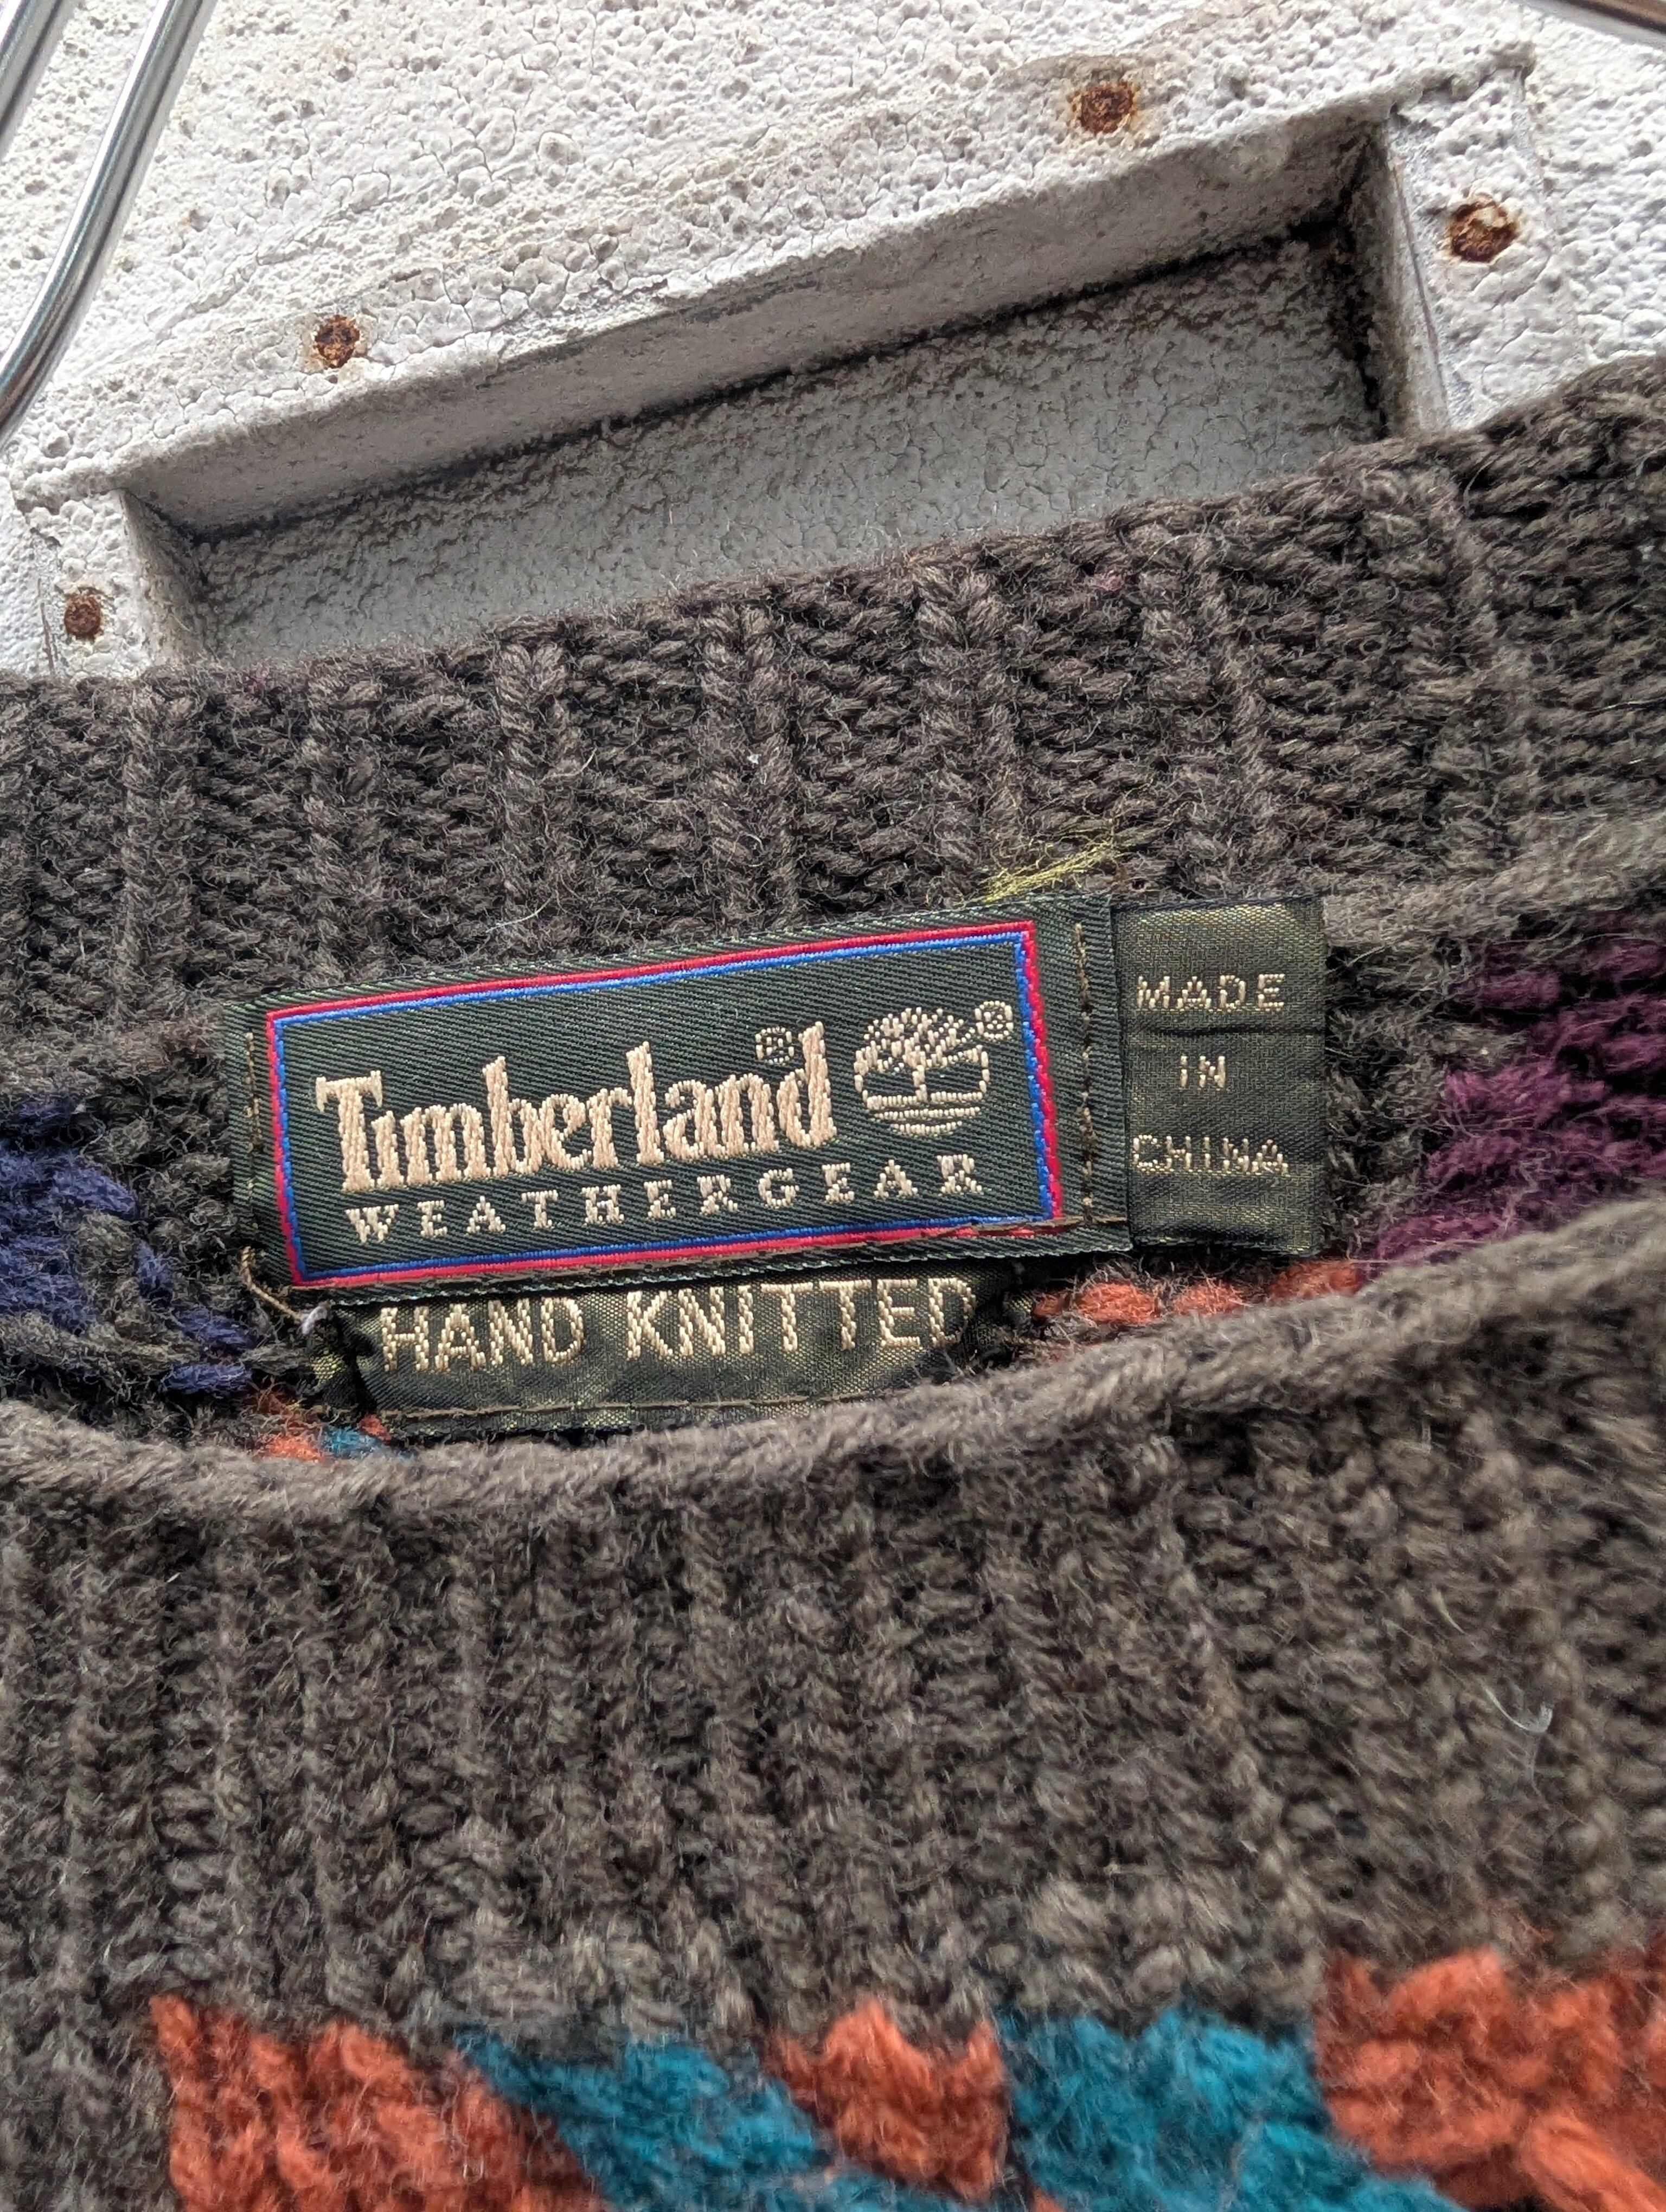 Timberland®
®
WEATHERGEAR
MADE
IN
CHINA
HAND KNITTED